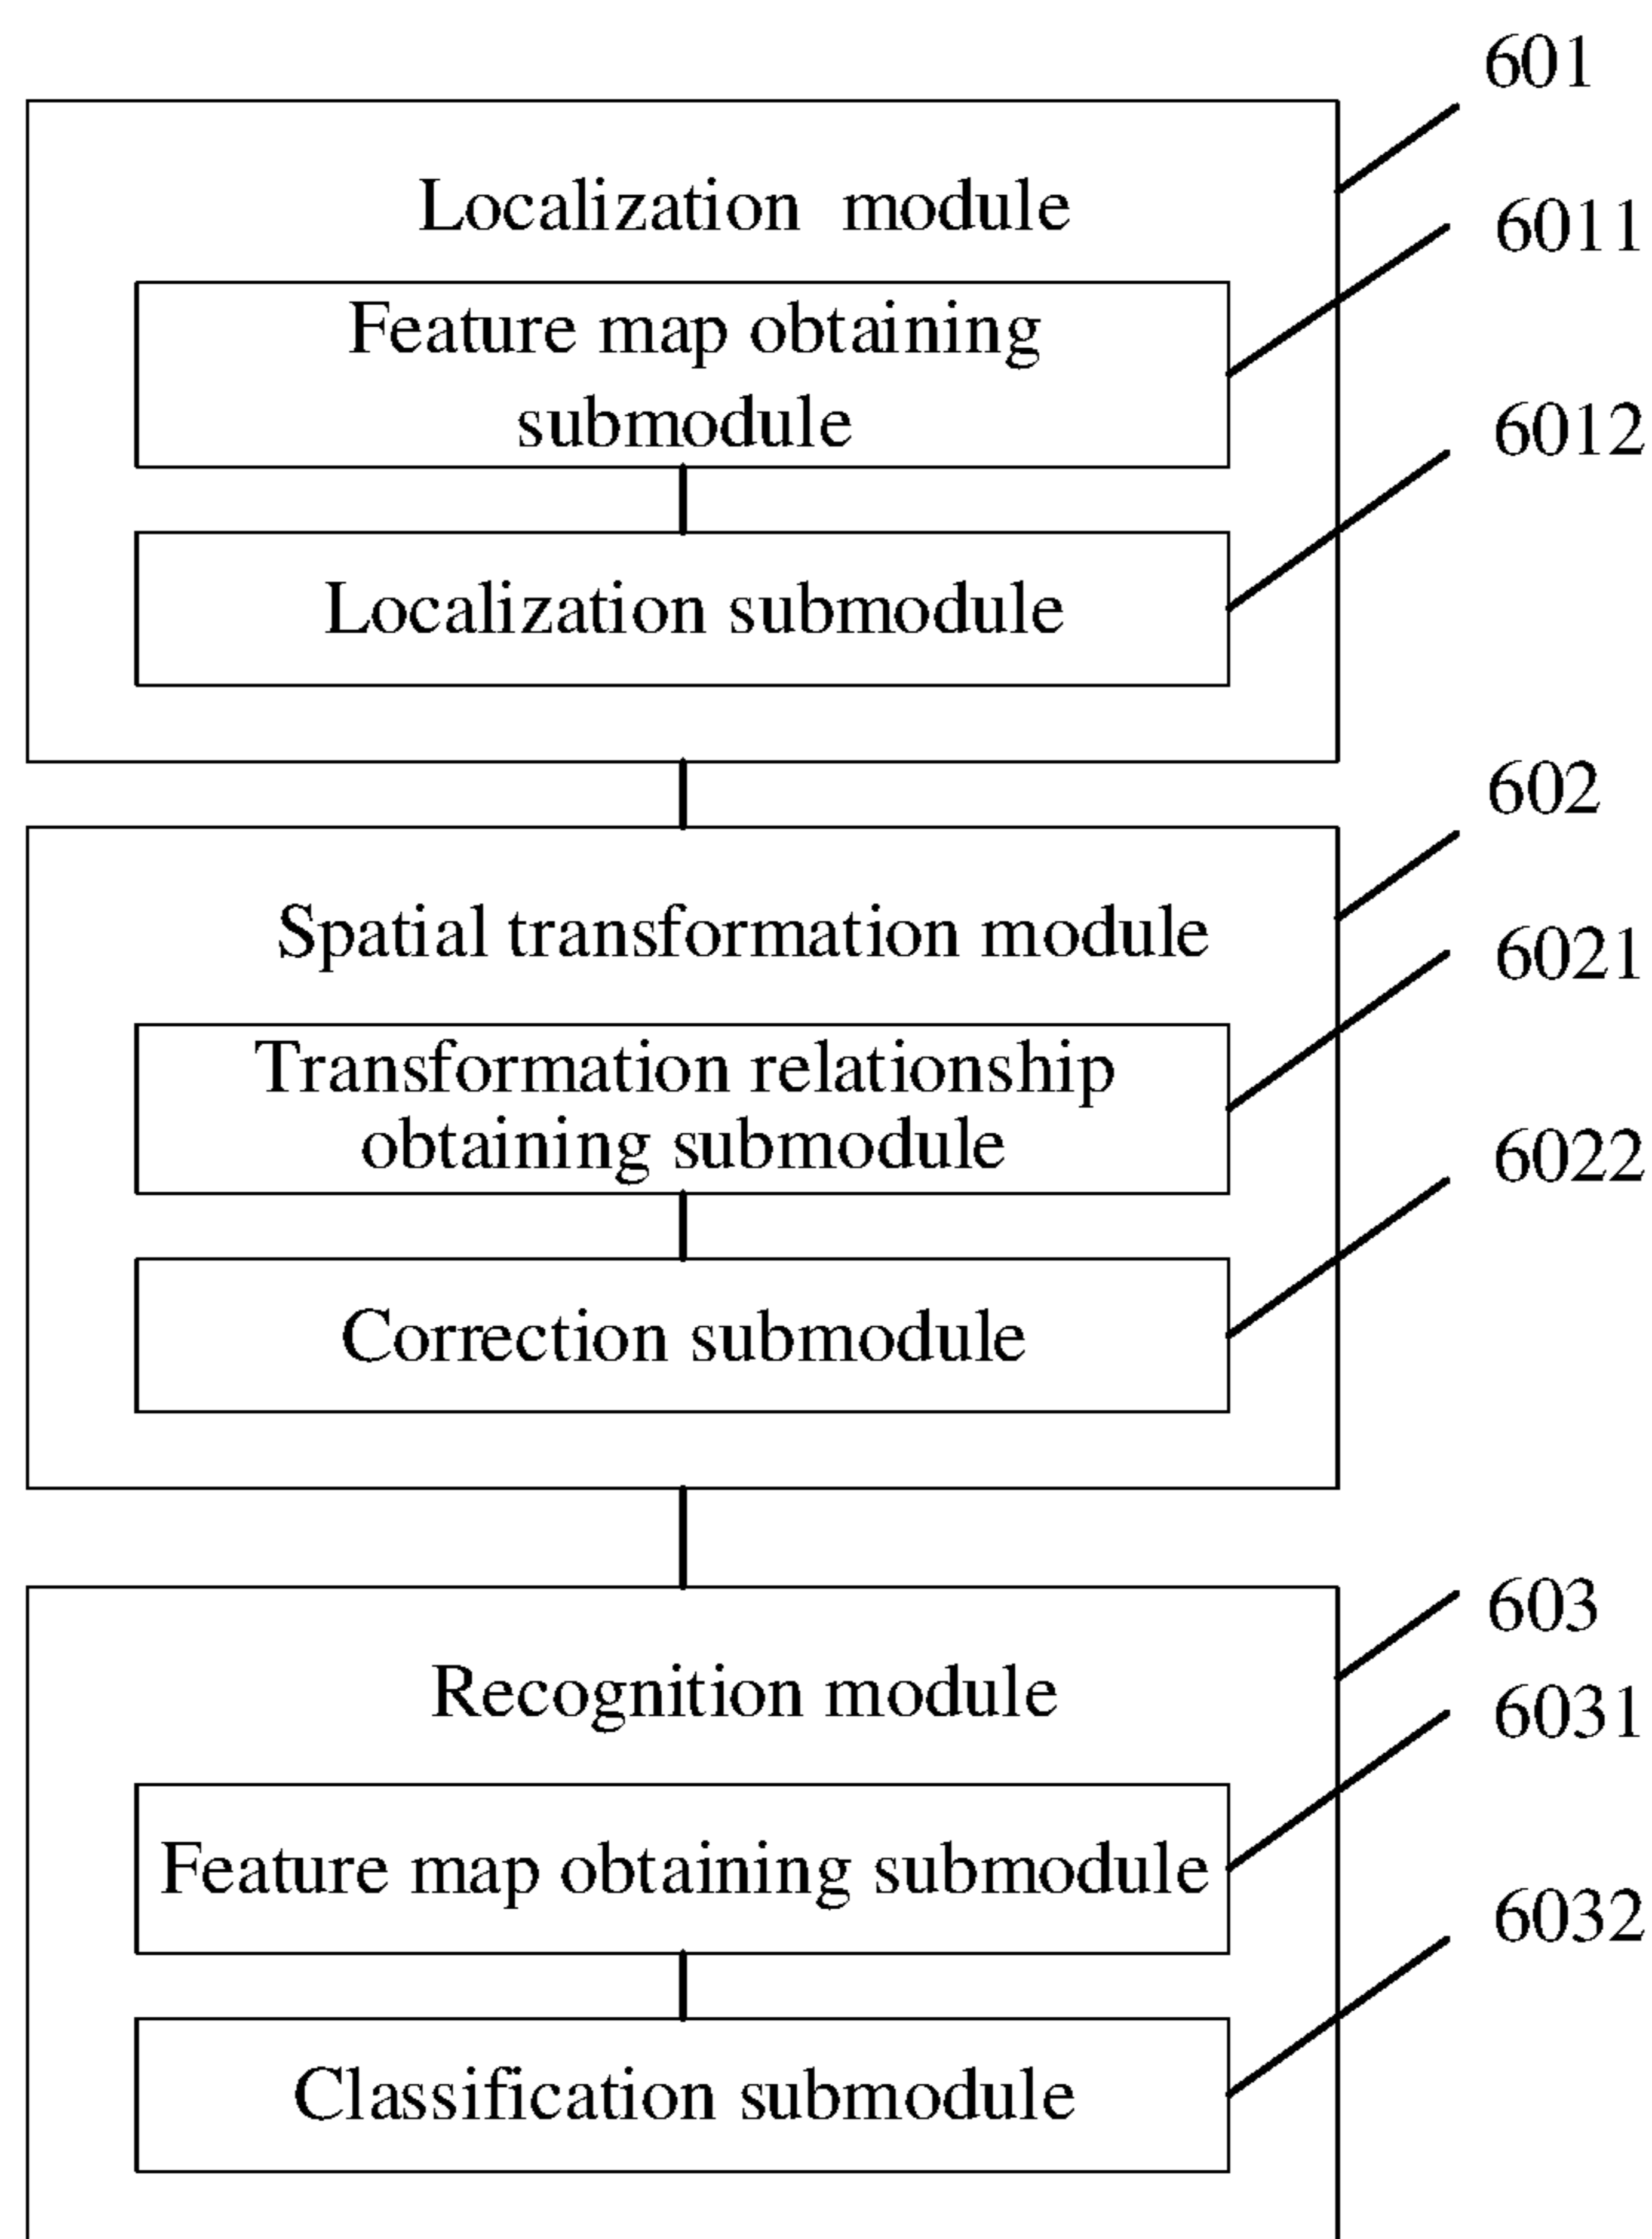 601
Localization module
6011
Feature map obtaining
submodule
6012
Localization submodule
602
Spatial transformation module
6021
Transformation relationship
obtaining submodule
6022
Correction submodule
603
Recognition module
6031
Feature map obtaining submodule
6032
Classification submodule